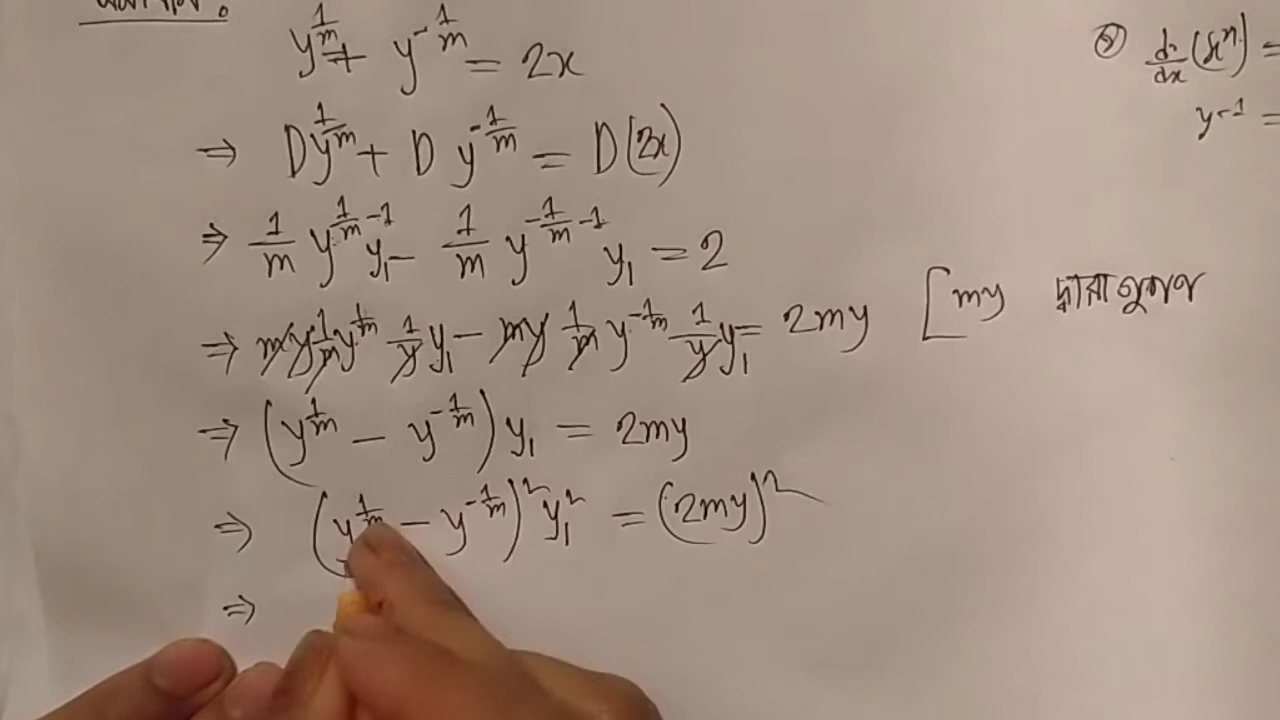 y^{1/m} + y^{-1/m} = 2x
⇒ Dy^{1/m} + D y^{-1/m} = D(2x)
⇒ 1/m y^{1/m -1} y₁ - 1/m y^{-1/m -1} y₁ = 2
⇒ my 1/m y^{1/m} 1/y y₁ - my 1/m y^{-1/m} 1/y y₁ = 2my [my দ্বারা গুণন
⇒ (y^{1/m} - y^{-1/m}) y₁ = 2my
⇒ (y^{1/m} - y^{-1/m})² y₁² = (2my)²
⇒
d/dx (x^n) =
y^{-1} =